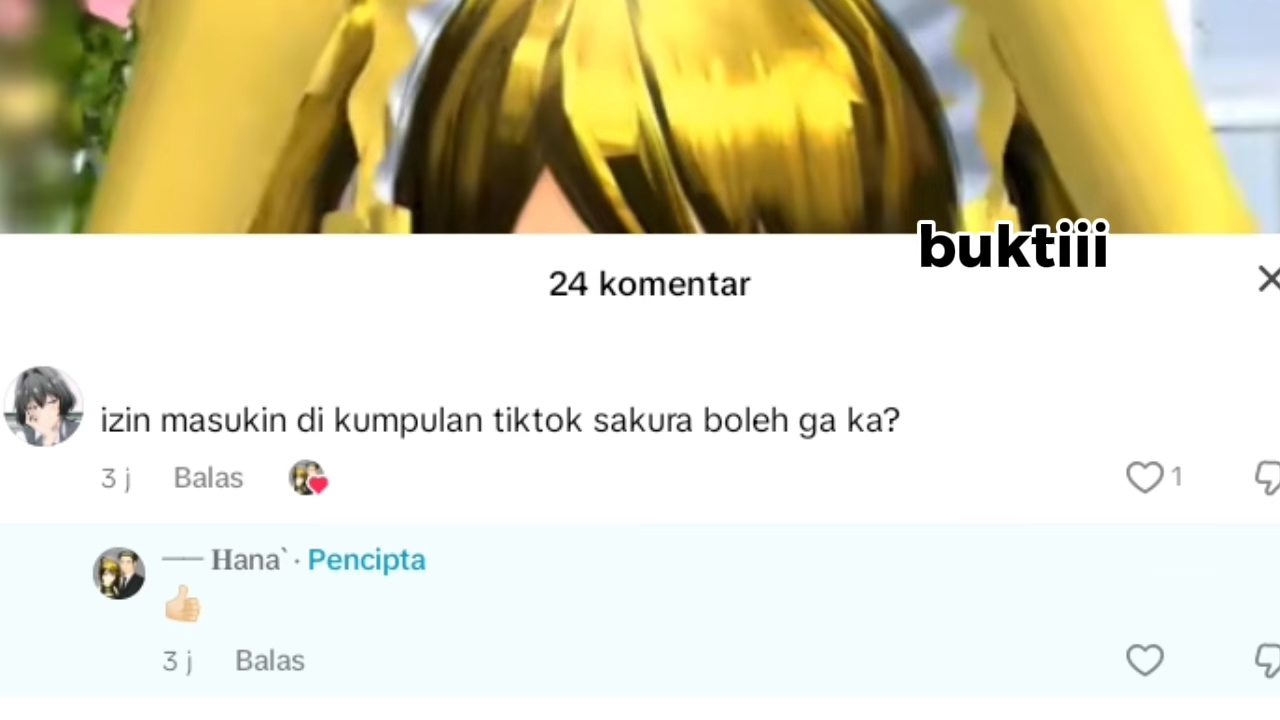 buktiii
24 komentar
izin masukin di kumpulan tiktok sakura boleh ga ka?
3 j Balas
1
── 𝐇ana` · Pencipta
👍🏻
3 j Balas